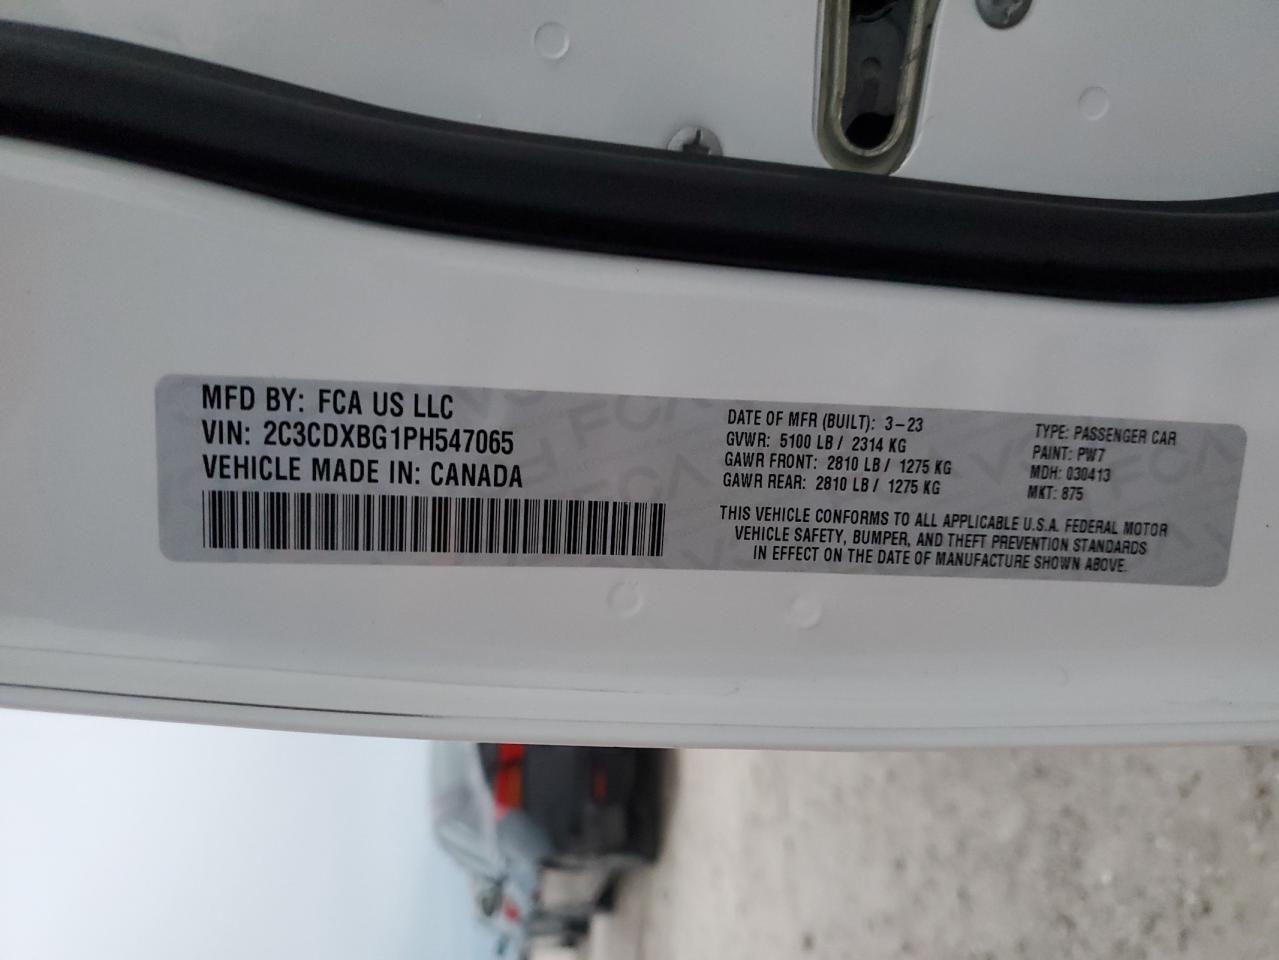 MFD BY: FCA US LLC
VIN: 2C3CDXBG1PH547065
VEHICLE MADE IN: CANADA
DATE OF MFR (BUILT): 3-23
GVWR: 5100 LB / 2314 KG
GAWR FRONT: 2810 LB / 1275 KG
GAWR REAR: 2810 LB / 1275 KG
TYPE: PASSENGER CAR
PAINT: PW7
MDH: 030413
MKT: 875
THIS VEHICLE CONFORMS TO ALL APPLICABLE U.S.A. FEDERAL MOTOR
VEHICLE SAFETY, BUMPER, AND THEFT PREVENTION STANDARDS
IN EFFECT ON THE DATE OF MANUFACTURE SHOWN ABOVE.